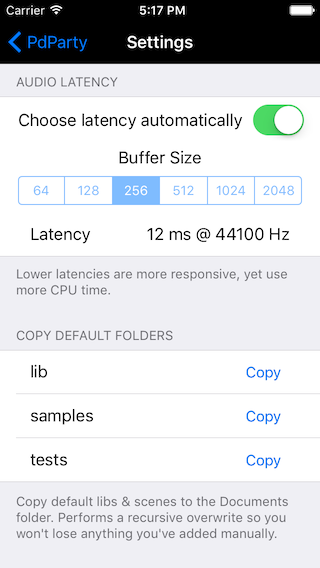 Carrier 5:17 PM
PdParty Settings
AUDIO LATENCY
Choose latency automatically
Buffer Size
64 128 256 512 1024 2048
Latency 12 ms @ 44100 Hz
Lower latencies are more responsive, yet use
more CPU time.
COPY DEFAULT FOLDERS
lib Copy
samples Copy
tests Copy
Copy default libs & scenes to the Documents
folder. Performs a recursive overwrite so you
won't lose anything you've added manually.